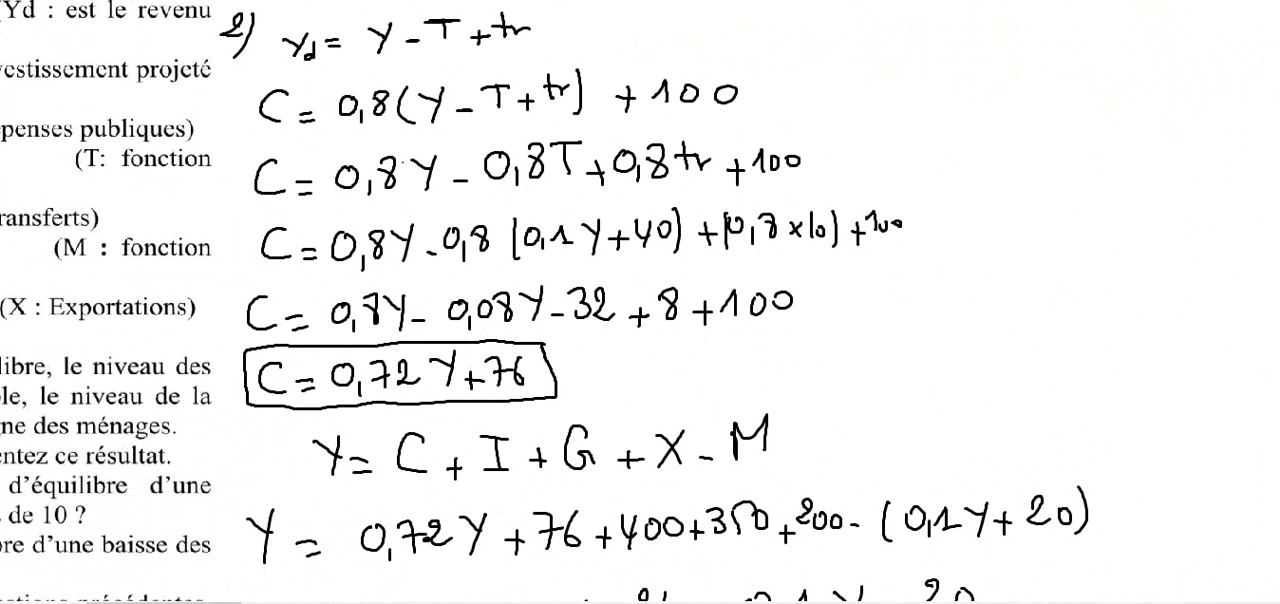 Yd : est le revenu
estissement projeté
penses publiques)
(T: fonction
ransferts)
(M : fonction
(X : Exportations)
libre, le niveau des
le, le niveau de la
ne des ménages.
entez ce résultat.
d'équilibre d'une
de 10 ?
re d'une baisse des
2) Yd = Y - T + tr
C = 0,8(Y - T + tr) + 100
C = 0,8Y - 0,8T + 0,8tr + 100
C = 0,8Y - 0,8 (0,1Y + 40) + (0,8 x 10) + 100
C = 0,8Y - 0,08Y - 32 + 8 + 100
C = 0,72Y + 76
Y = C + I + G + X - M
Y = 0,72Y + 76 + 400 + 350 + 200 - (0,1Y + 20)